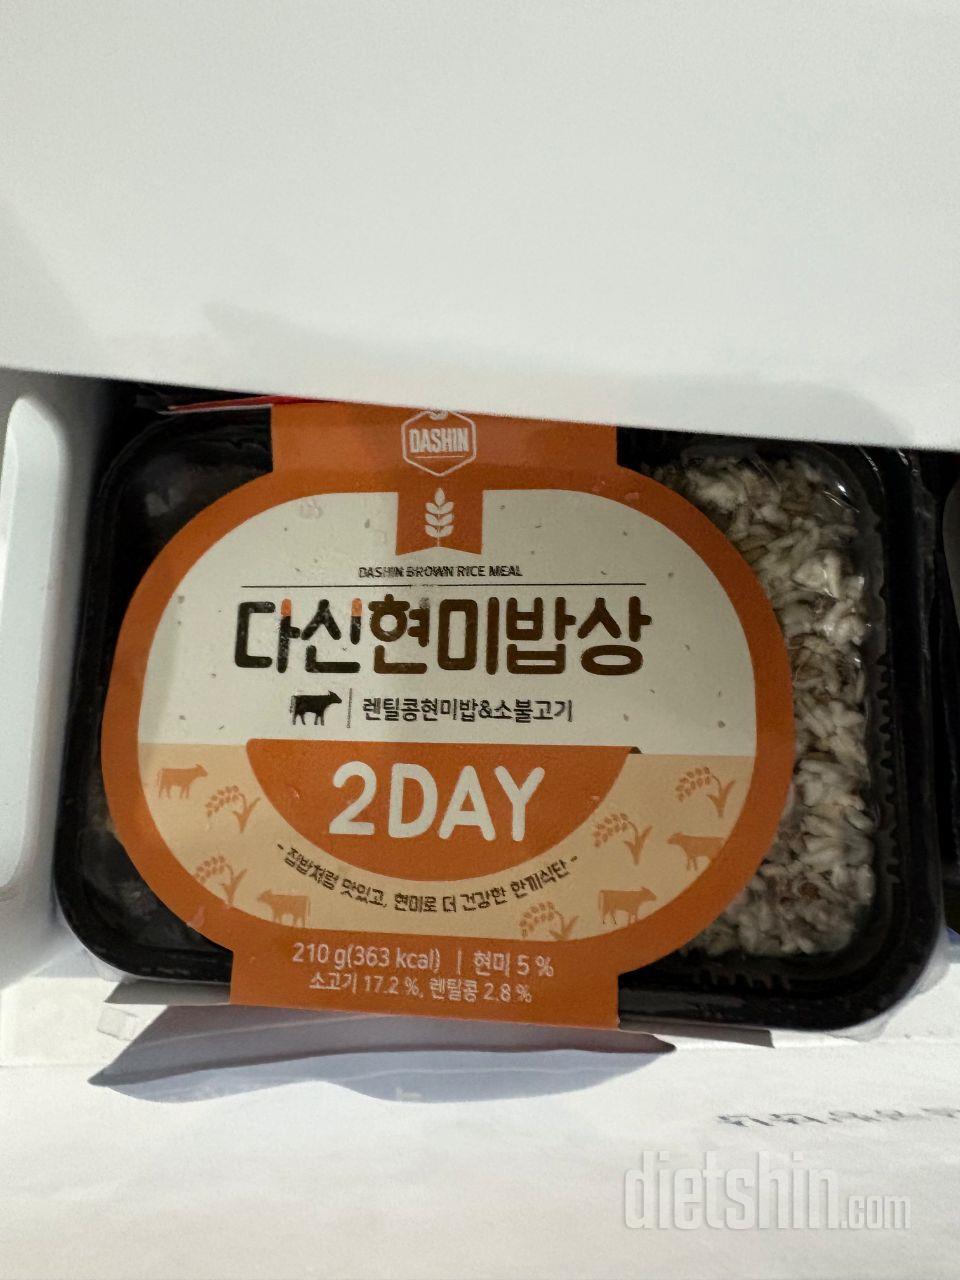 DASHIN
DASHIN BROWN RICE MEAL
다신현미밥상
렌틸콩현미밥&소불고기
2DAY
- 집밥처럼 맛있고, 현미로 더 건강한 한끼식단 -
210 g(363 kcal) | 현미 5 %
소고기 17.2 %, 렌틸콩 2.8 %
dietshin.com